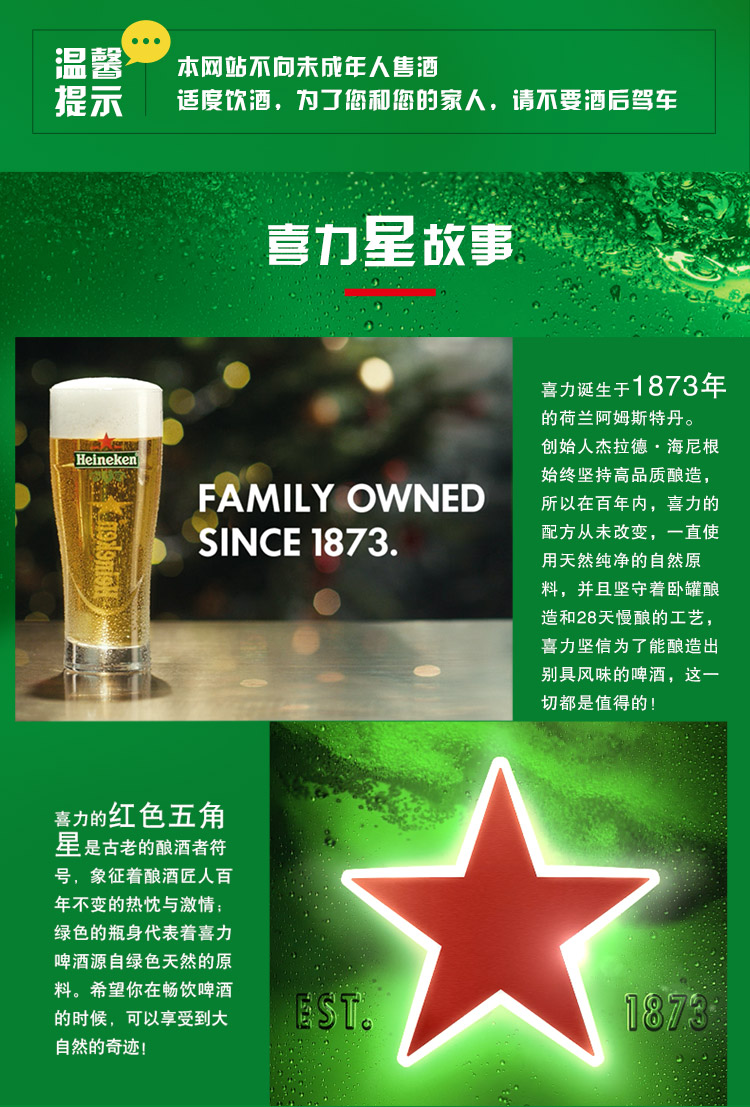 温馨
提示
本网站不向未成年人售酒
适度饮酒，为了您和您的家人，请不要酒后驾车
喜力星故事
Heineken
FAMILY OWNED
SINCE 1873.
喜力诞生于1873年
的荷兰阿姆斯特丹。
创始人杰拉德·海尼根
始终坚持高品质酿造，
所以在百年内，喜力的
配方从未改变，一直使
用天然纯净的自然原
料，并且坚守着卧罐酿
造和28天慢酿的工艺，
喜力坚信为了能酿造出
别具风味的啤酒，这一
切都是值得的!
喜力的红色五角
星是古老的酿酒者符
号，象征着酿酒匠人百
年不变的热忱与激情；
绿色的瓶身代表着喜力
啤酒源自绿色天然的原
料。希望你在畅饮啤酒
的时候，可以享受到大
自然的奇迹!
EST. 1873